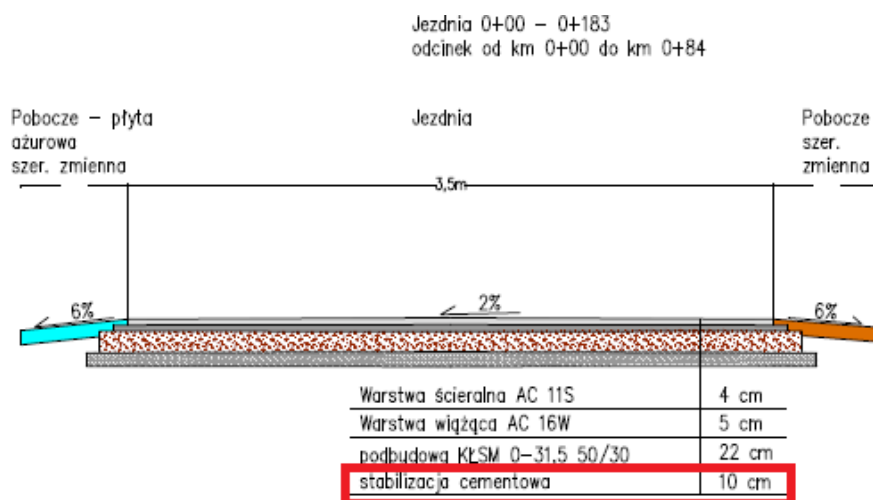 Jezdnia 0+00 – 0+183
odcinek od km 0+00 do km 0+84
Pobocze – płyta
ażurowa
szer. zmienna
Jezdnia
Pobocze
szer.
zmienna
3,5m
6%
2%
6%
Warstwa ścieralna AC 11S 4 cm
Warstwa wiążąca AC 16W 5 cm
podbudowa KŁSM 0–31,5 50/30 22 cm
stabilizacja cementowa 10 cm